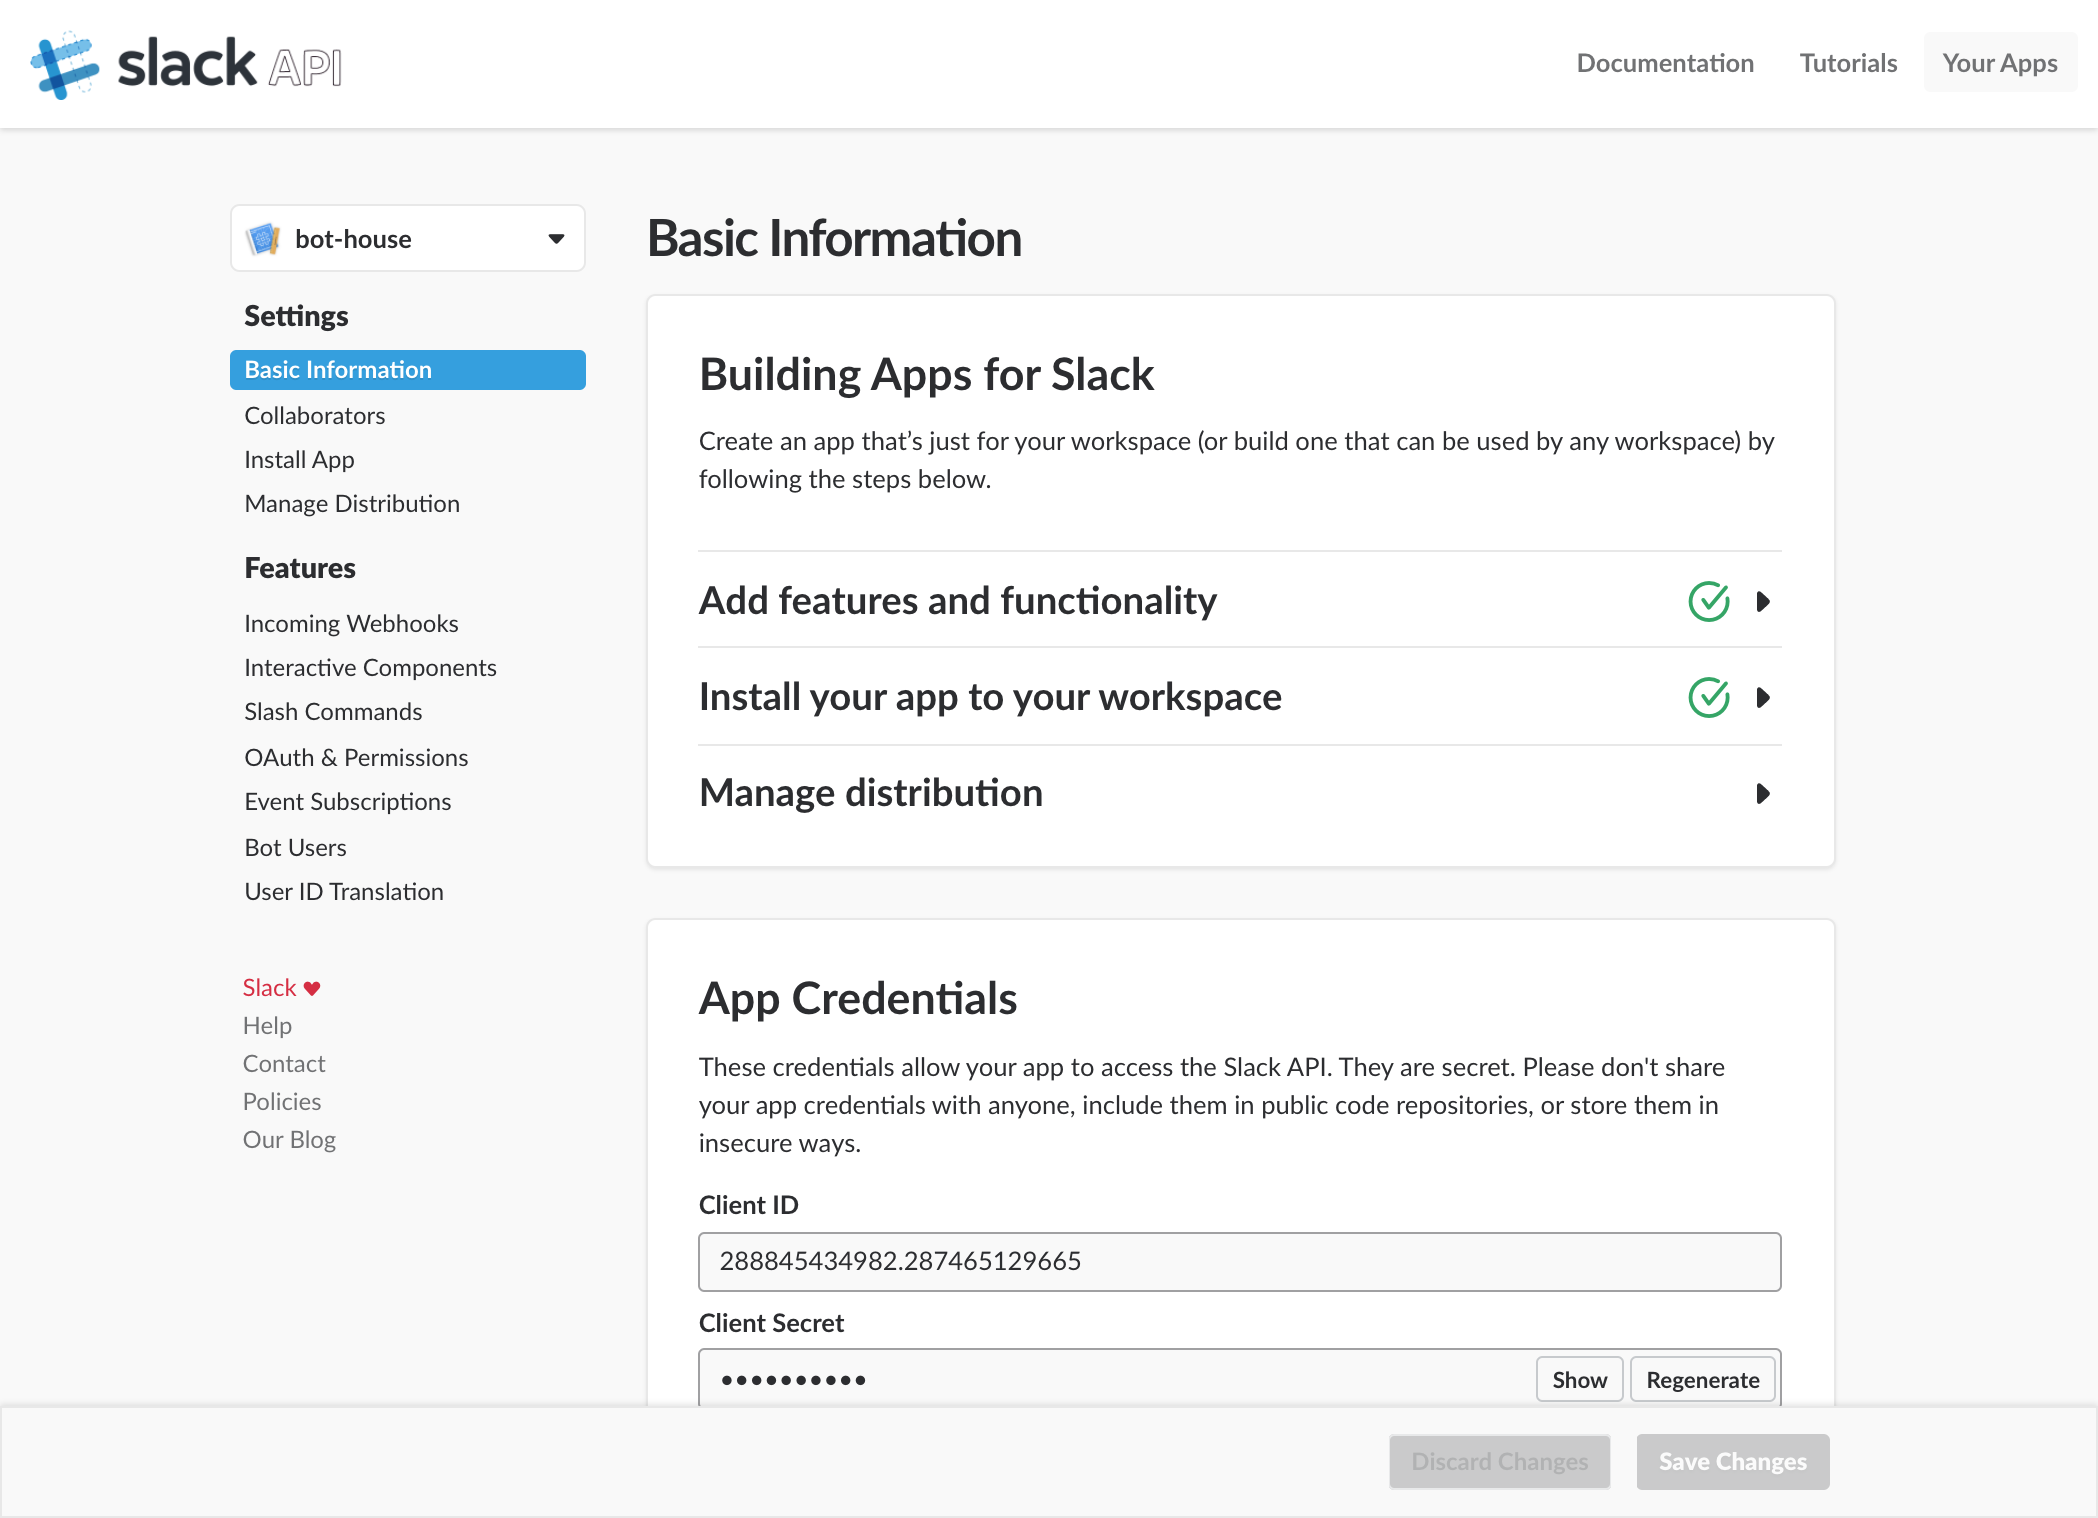 slack API
Documentation
Tutorials
Your Apps
bot-house
Settings
Basic Information
Collaborators
Install App
Manage Distribution
Features
Incoming Webhooks
Interactive Components
Slash Commands
OAuth & Permissions
Event Subscriptions
Bot Users
User ID Translation
Slack ♥
Help
Contact
Policies
Our Blog
Basic Information
Building Apps for Slack
Create an app that’s just for your workspace (or build one that can be used by any workspace) by
following the steps below.
Add features and functionality
Install your app to your workspace
Manage distribution
App Credentials
These credentials allow your app to access the Slack API. They are secret. Please don't share
your app credentials with anyone, include them in public code repositories, or store them in
insecure ways.
Client ID
288845434982.287465129665
Client Secret
••••••••••
Show
Regenerate
Discard Changes
Save Changes